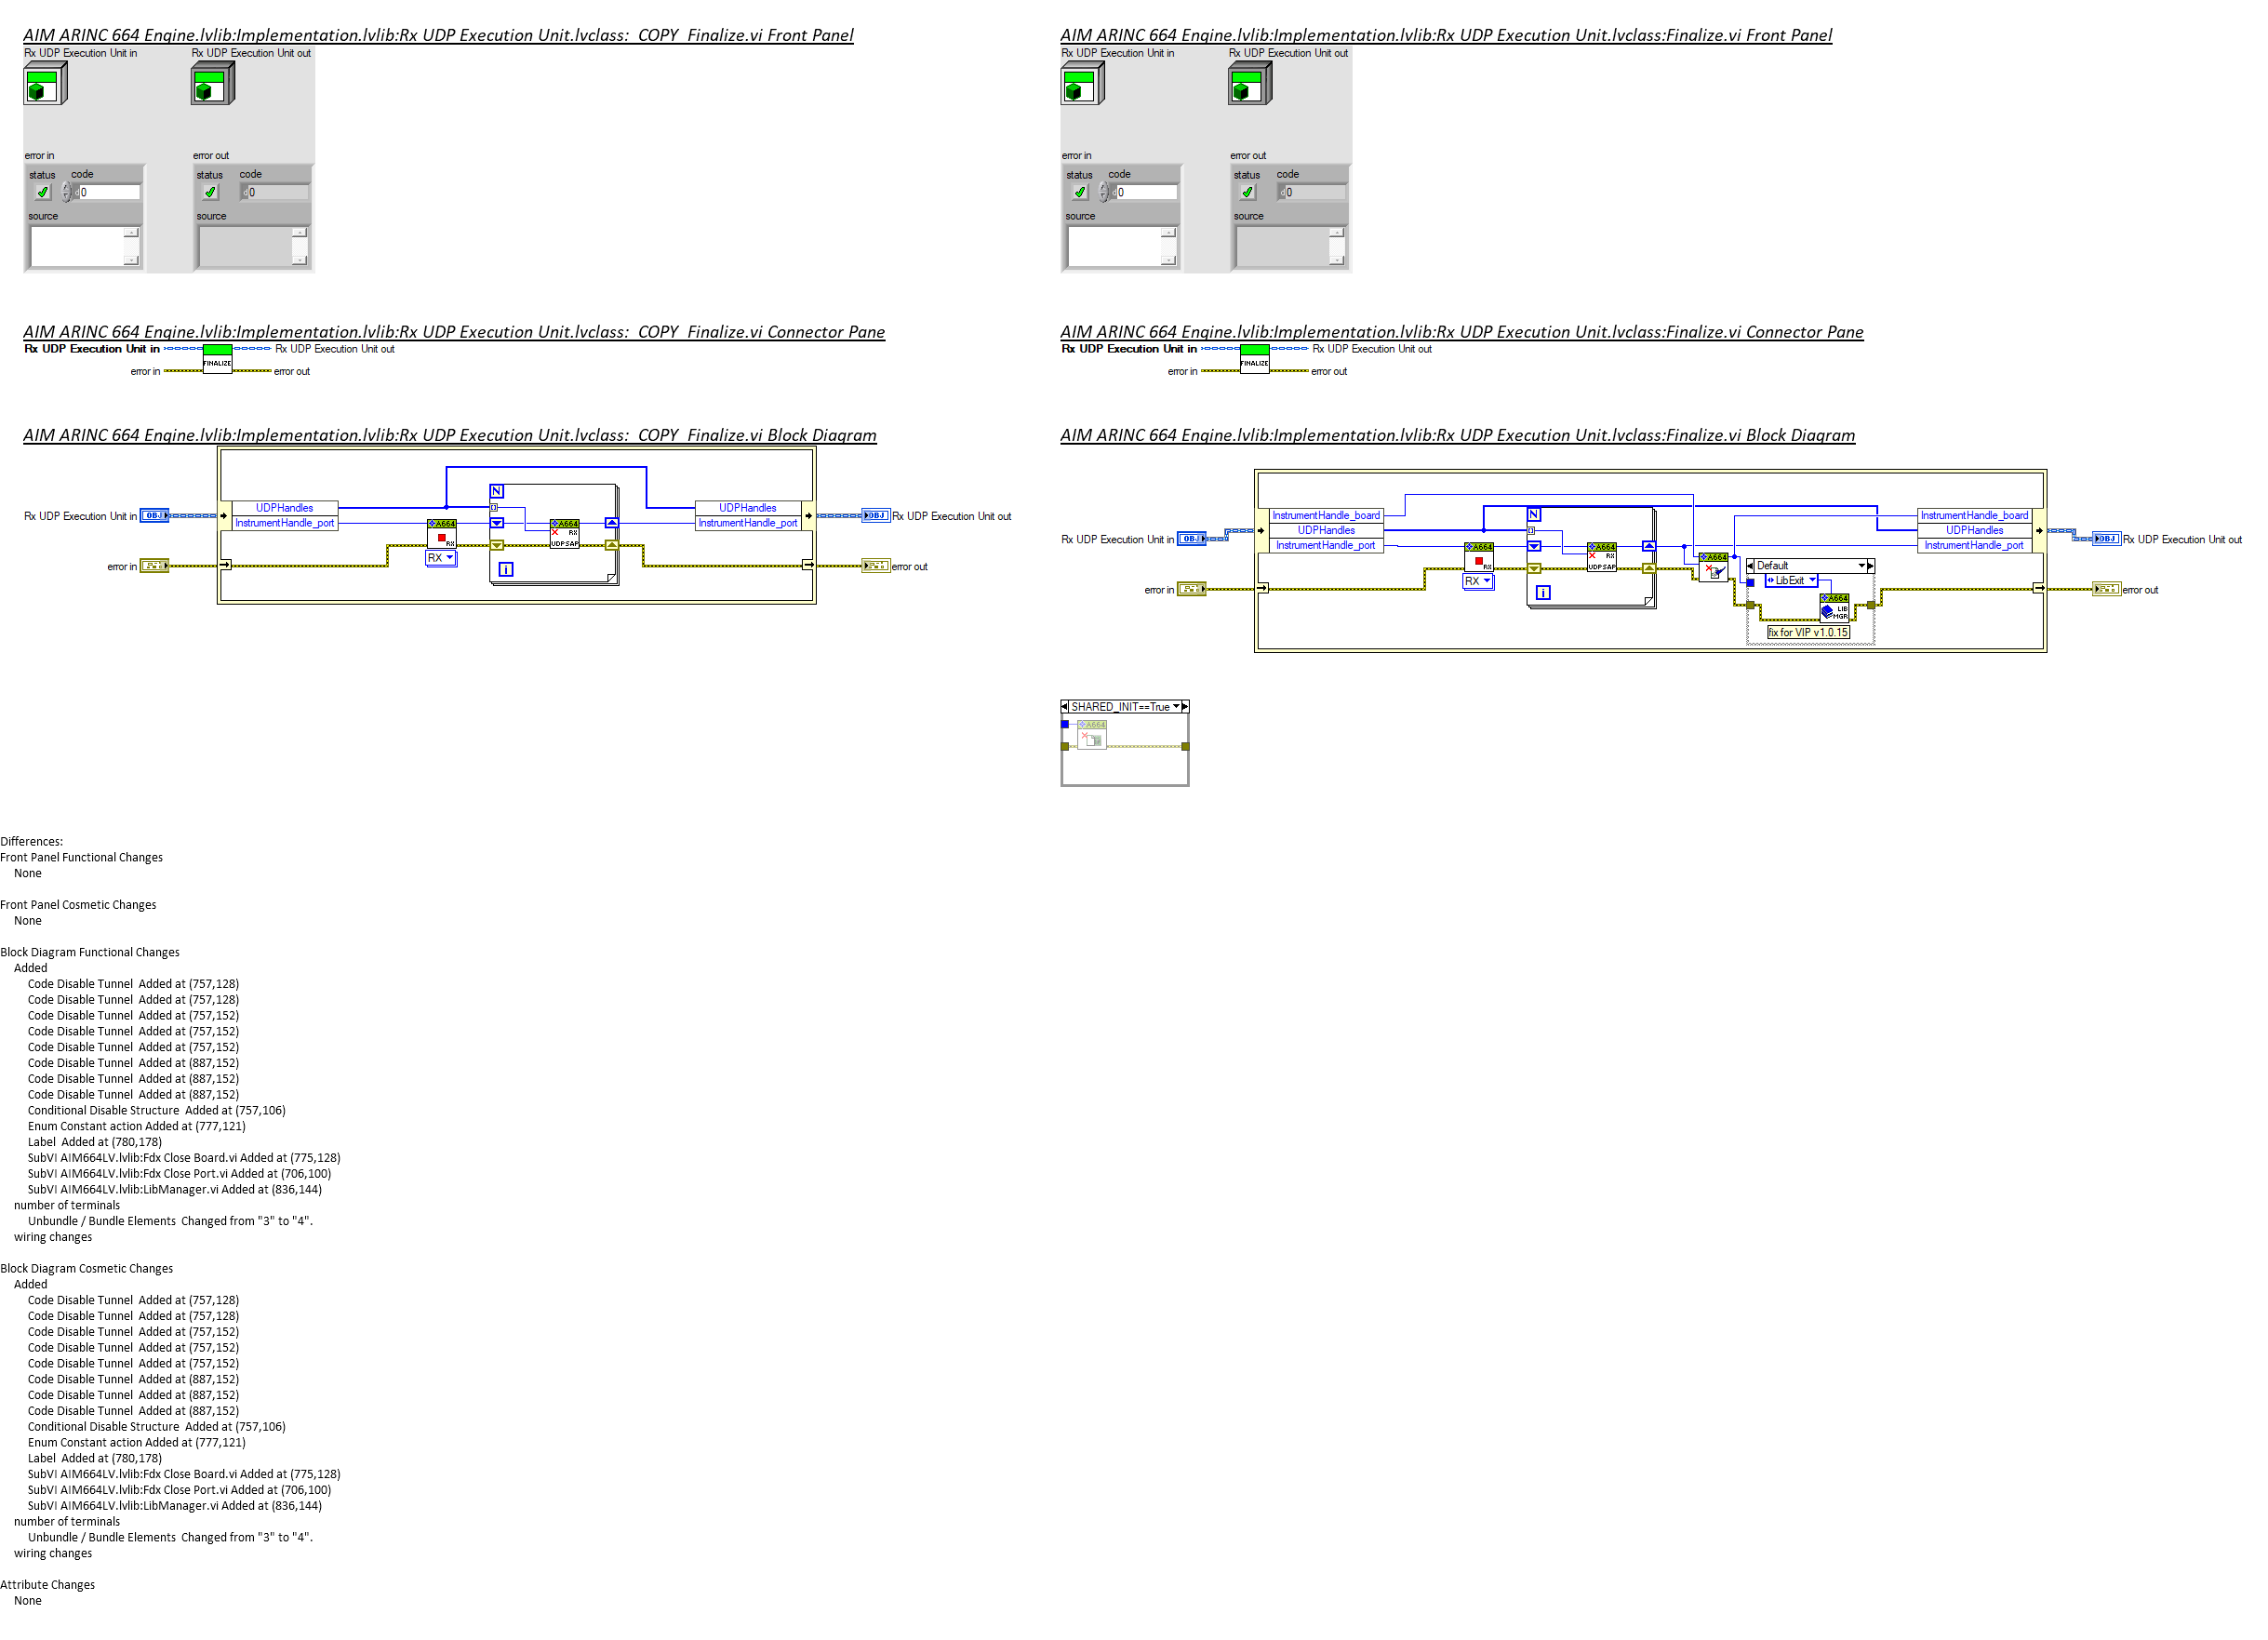 AIM ARINC 664 Engine.lvlib:Implementation.lvlib:Rx UDP Execution Unit.lvclass:  COPY  Finalize.vi Front Panel
Rx UDP Execution Unit in
Rx UDP Execution Unit out
error in
error out
status code
0
status code
0
source
source
AIM ARINC 664 Engine.lvlib:Implementation.lvlib:Rx UDP Execution Unit.lvclass:  COPY  Finalize.vi Connector Pane
Rx UDP Execution Unit in
Rx UDP Execution Unit out
FINALIZE
error in
error out
AIM ARINC 664 Engine.lvlib:Implementation.lvlib:Rx UDP Execution Unit.lvclass:  COPY  Finalize.vi Block Diagram
N
UDPHandles
UDPHandles
Rx UDP Execution Unit in
OBJ
InstrumentHandle_port
A664
RX
A664
RX
UDP SAP
InstrumentHandle_port
OBJ
Rx UDP Execution Unit out
RX
error in
i
error out
AIM ARINC 664 Engine.lvlib:Implementation.lvlib:Rx UDP Execution Unit.lvclass:Finalize.vi Front Panel
Rx UDP Execution Unit in
Rx UDP Execution Unit out
error in
error out
status code
0
status code
0
source
source
AIM ARINC 664 Engine.lvlib:Implementation.lvlib:Rx UDP Execution Unit.lvclass:Finalize.vi Connector Pane
Rx UDP Execution Unit in
Rx UDP Execution Unit out
FINALIZE
error in
error out
AIM ARINC 664 Engine.lvlib:Implementation.lvlib:Rx UDP Execution Unit.lvclass:Finalize.vi Block Diagram
InstrumentHandle_board
N
InstrumentHandle_board
UDPHandles
UDPHandles
Rx UDP Execution Unit in
OBJ
InstrumentHandle_port
A664
RX
A664
RX
UDP SAP
InstrumentHandle_port
OBJ
Rx UDP Execution Unit out
A664
Default
RX
LibExit
error in
i
A664
LIB
MGR
error out
fix for VIP v1.0.15
SHARED_INIT==True
A664
Differences:
Front Panel Functional Changes
None
Front Panel Cosmetic Changes
None
Block Diagram Functional Changes
Added
Code Disable Tunnel  Added at (757,128)
Code Disable Tunnel  Added at (757,128)
Code Disable Tunnel  Added at (757,152)
Code Disable Tunnel  Added at (757,152)
Code Disable Tunnel  Added at (757,152)
Code Disable Tunnel  Added at (887,152)
Code Disable Tunnel  Added at (887,152)
Code Disable Tunnel  Added at (887,152)
Conditional Disable Structure  Added at (757,106)
Enum Constant action Added at (777,121)
Label  Added at (780,178)
SubVI AIM664LV.lvlib:Fdx Close Board.vi Added at (775,128)
SubVI AIM664LV.lvlib:Fdx Close Port.vi Added at (706,100)
SubVI AIM664LV.lvlib:LibManager.vi Added at (836,144)
number of terminals
Unbundle / Bundle Elements  Changed from "3" to "4".
wiring changes
Block Diagram Cosmetic Changes
Added
Code Disable Tunnel  Added at (757,128)
Code Disable Tunnel  Added at (757,128)
Code Disable Tunnel  Added at (757,152)
Code Disable Tunnel  Added at (757,152)
Code Disable Tunnel  Added at (757,152)
Code Disable Tunnel  Added at (887,152)
Code Disable Tunnel  Added at (887,152)
Code Disable Tunnel  Added at (887,152)
Conditional Disable Structure  Added at (757,106)
Enum Constant action Added at (777,121)
Label  Added at (780,178)
SubVI AIM664LV.lvlib:Fdx Close Board.vi Added at (775,128)
SubVI AIM664LV.lvlib:Fdx Close Port.vi Added at (706,100)
SubVI AIM664LV.lvlib:LibManager.vi Added at (836,144)
number of terminals
Unbundle / Bundle Elements  Changed from "3" to "4".
wiring changes
Attribute Changes
None